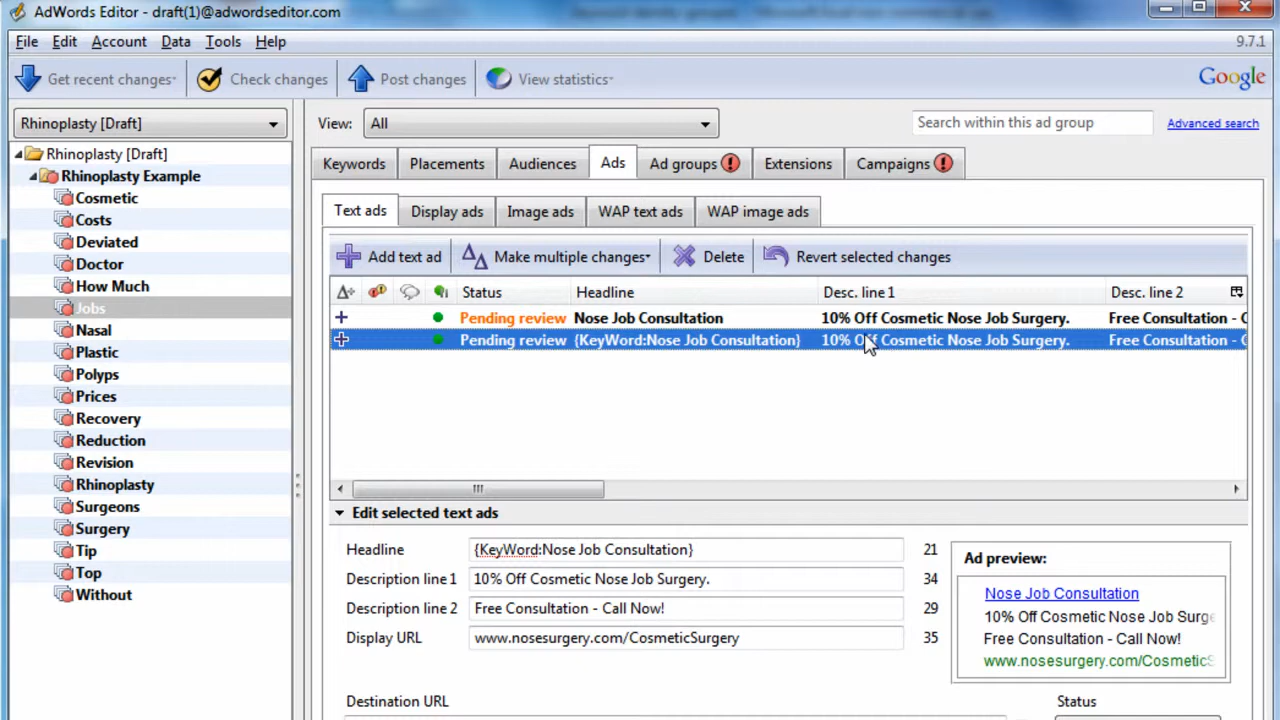 AdWords Editor - draft(1)@adwordseditor.com
File Edit Account Data Tools Help 9.7.1
Get recent changes Check changes Post changes View statistics Google
Rhinoplasty [Draft] View: All Search within this ad group Advanced search
Rhinoplasty [Draft]
Rhinoplasty Example
Cosmetic
Costs
Deviated
Doctor
How Much
Jobs
Nasal
Plastic
Polyps
Prices
Recovery
Reduction
Revision
Rhinoplasty
Surgeons
Surgery
Tip
Top
Without
Keywords Placements Audiences Ads Ad groups Extensions Campaigns
Text ads Display ads Image ads WAP text ads WAP image ads
Add text ad Make multiple changes Delete Revert selected changes
Status Headline Desc. line 1 Desc. line 2
Pending review Nose Job Consultation 10% Off Cosmetic Nose Job Surgery. Free Consultation - C
Pending review {KeyWord:Nose Job Consultation} 10% Off Cosmetic Nose Job Surgery. Free Consultation - C
Edit selected text ads
Headline {KeyWord:Nose Job Consultation} 21
Description line 1 10% Off Cosmetic Nose Job Surgery. 34
Description line 2 Free Consultation - Call Now! 29
Display URL www.nosesurgery.com/CosmeticSurgery 35
Ad preview:
Nose Job Consultation
10% Off Cosmetic Nose Job Surge
Free Consultation - Call Now!
www.nosesurgery.com/CosmeticS
Destination URL Status